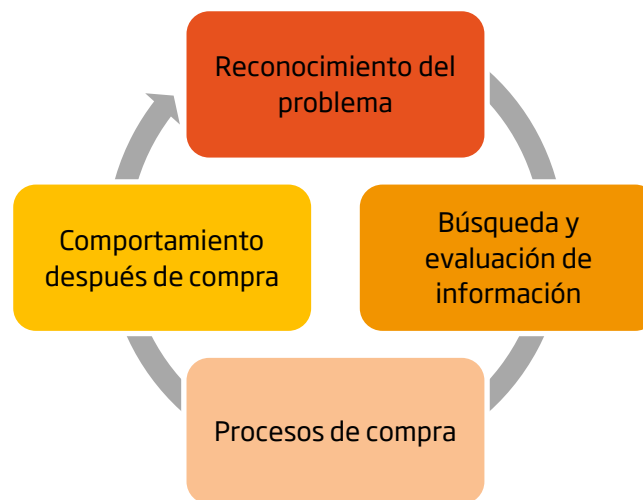 Reconocimiento del
problema
Búsqueda y
evaluación de
información
Procesos de compra
Comportamiento
después de compra